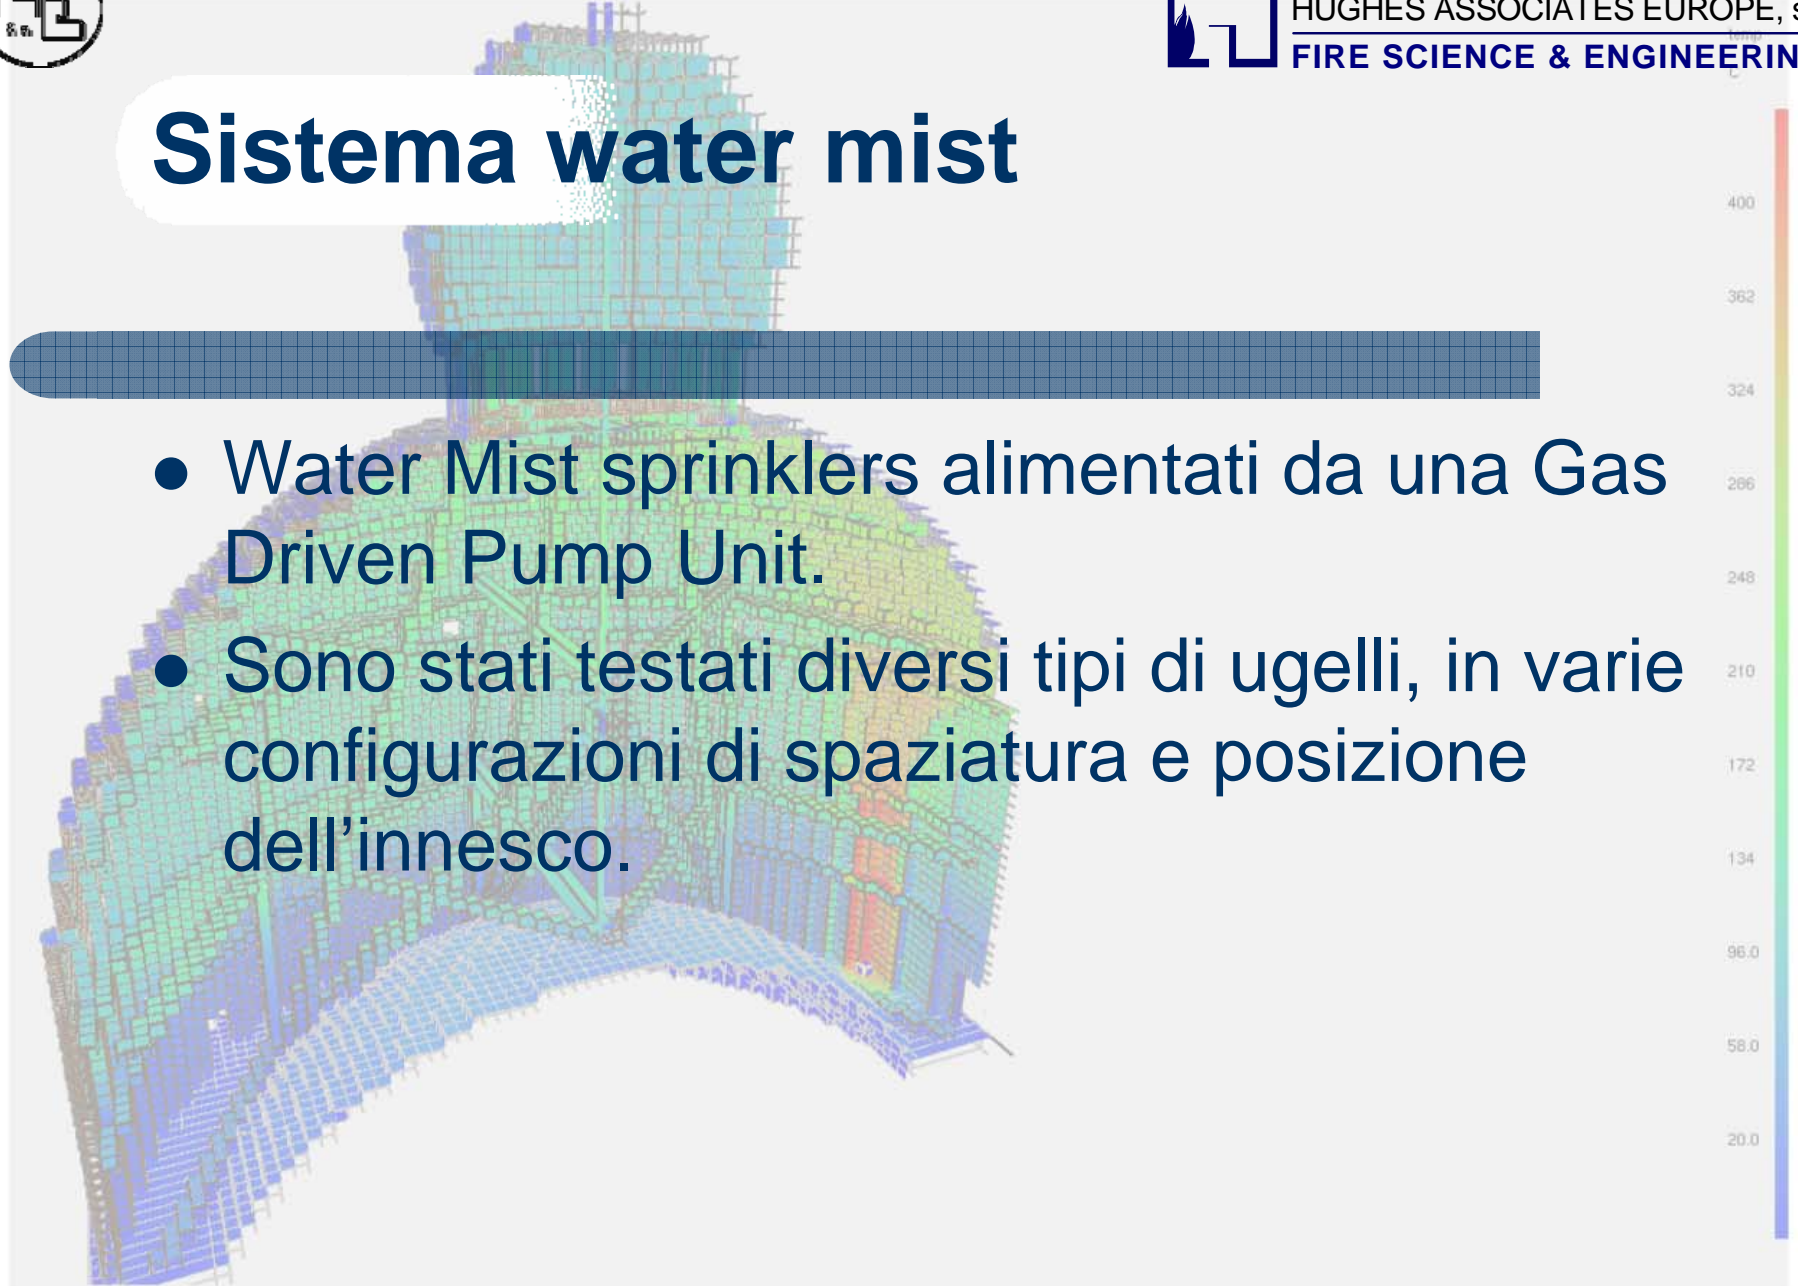 HUGHES ASSOCIATES EUROPE, s
FIRE SCIENCE & ENGINEERIN
temp
C
Sistema water mist
400
362
324
286
248
210
172
134
96.0
58.0
20.0
● Water Mist sprinklers alimentati da una Gas
Driven Pump Unit.
● Sono stati testati diversi tipi di ugelli, in varie
configurazioni di spaziatura e posizione
dell’innesco.